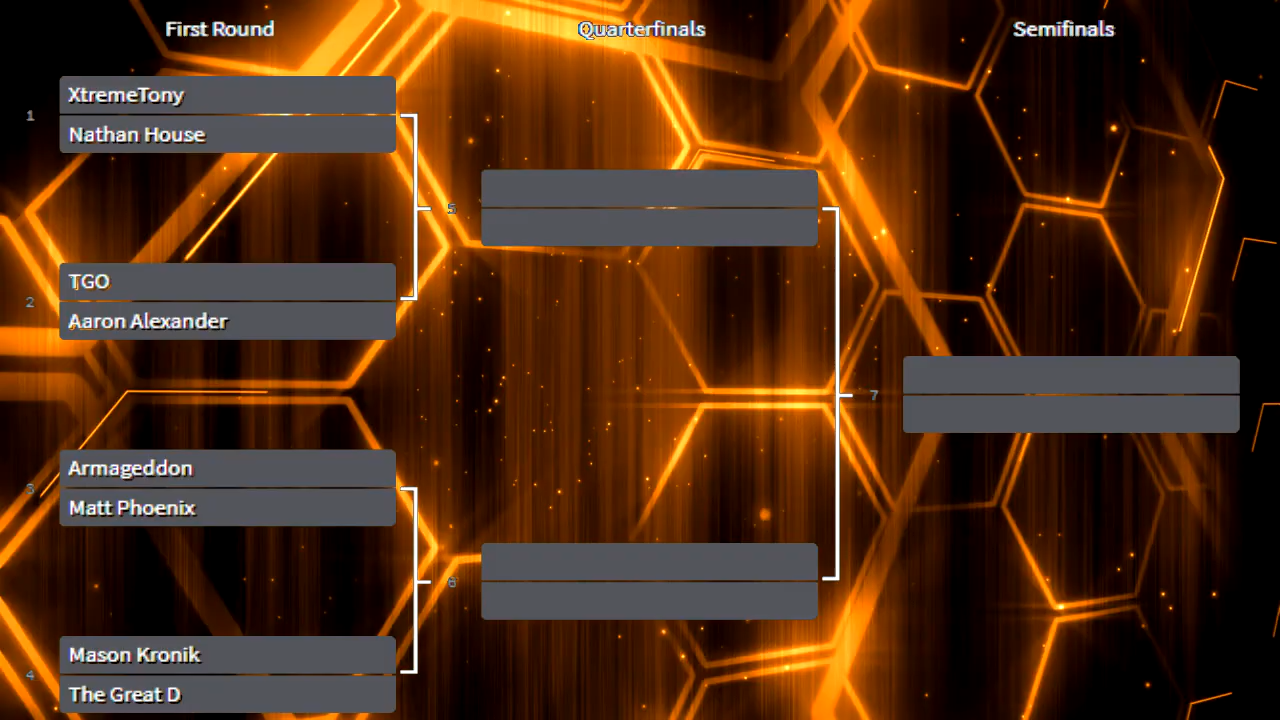 First Round
Quarterfinals
Semifinals
1
XtremeTony
Nathan House
5
2
TGO
Aaron Alexander
7
3
Armageddon
Matt Phoenix
6
4
Mason Kronik
The Great D